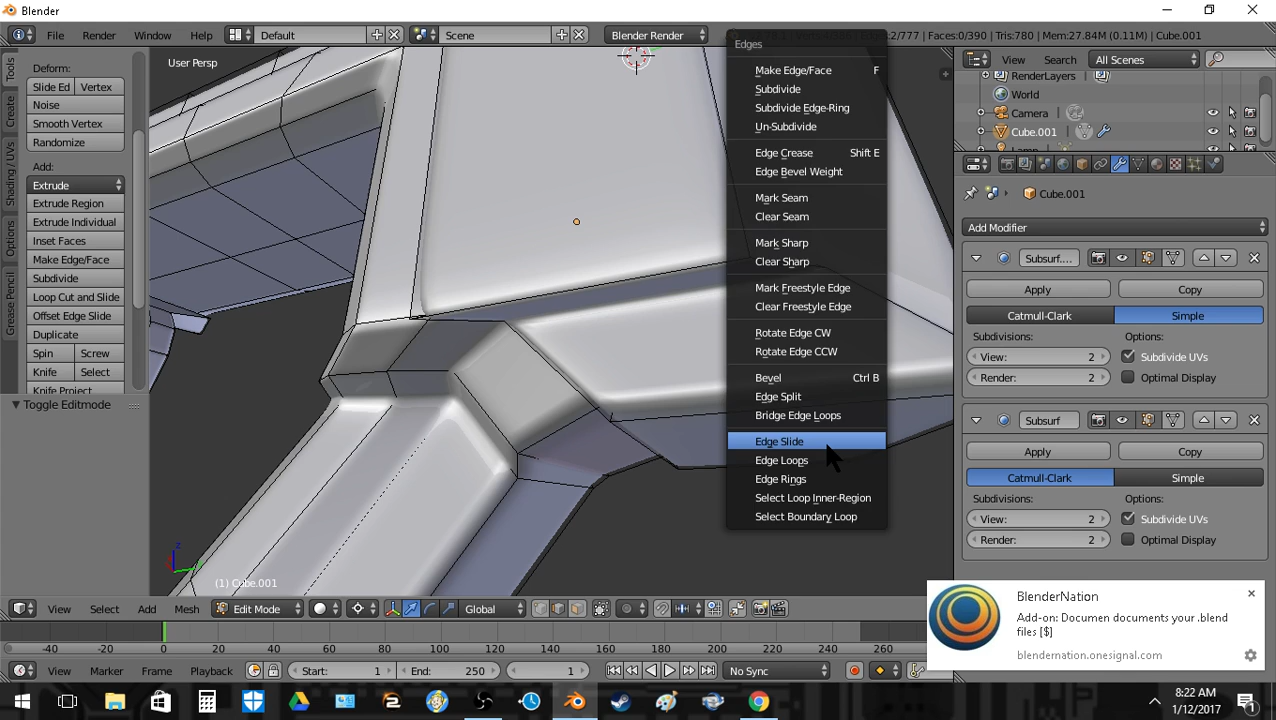 Blender
File Render Window Help Default Scene Blender Render
2/777 | Faces:0/390 | Tris:780 | Mem:27.84M (0.11M) | Cube.001
User Persp
Tools
Create
Shading / UVs
Options
Grease Pencil
Deform:
Slide Ed Vertex
Noise
Smooth Vertex
Randomize
Add:
Extrude
Extrude Region
Extrude Individual
Inset Faces
Make Edge/Face
Subdivide
Loop Cut and Slide
Offset Edge Slide
Duplicate
Spin Screw
Knife Select
Knife Project
Toggle Editmode
Edges
Make Edge/Face F
Subdivide
Subdivide Edge-Ring
Un-Subdivide
Edge Crease Shift E
Edge Bevel Weight
Mark Seam
Clear Seam
Mark Sharp
Clear Sharp
Mark Freestyle Edge
Clear Freestyle Edge
Rotate Edge CW
Rotate Edge CCW
Bevel Ctrl B
Edge Split
Bridge Edge Loops
Edge Slide
Edge Loops
Edge Rings
Select Loop Inner-Region
Select Boundary Loop
View Search All Scenes
RenderLayers
World
Camera
Cube.001
Lamp
Cube.001
Add Modifier
Subsurf....
Apply Copy
Catmull-Clark Simple
Subdivisions: Options:
View: 2 Subdivide UVs
Render: 2 Optimal Display
Subsurf
Apply Copy
Catmull-Clark Simple
Subdivisions: Options:
View: 2 Subdivide UVs
Render: 2 Optimal Display
z
(1) Cube.001
View Select Add Mesh Edit Mode Global
-40 -20 0 20 40 60 80 100 120 140 160 180 200 220 240 260
View Marker Frame Playback Start: 1 End: 250 1 No Sync
BlenderNation
Add-on: Documen documents your .blend
files [$]
blendernation.onesignal.com
8:22 AM
1/12/2017
1